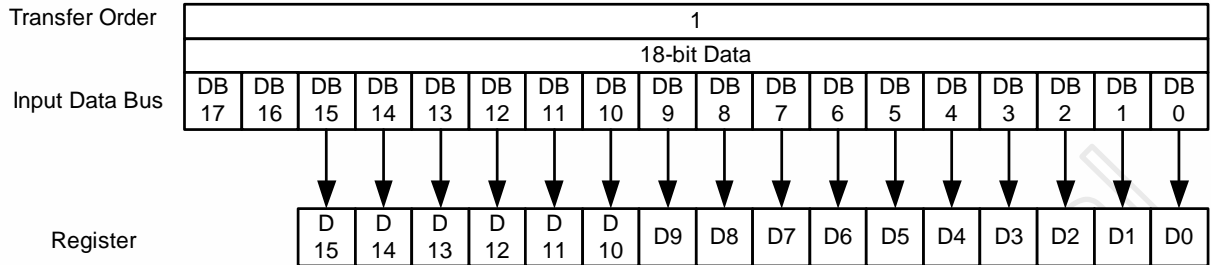 Transfer Order 1
18-bit Data
Input Data Bus DB 17 DB 16 DB 15 DB 14 DB 13 DB 12 DB 11 DB 10 DB 9 DB 8 DB 7 DB 6 DB 5 DB 4 DB 3 DB 2 DB 1 DB 0
Register D 15 D 14 D 13 D 12 D 11 D 10 D9 D8 D7 D6 D5 D4 D3 D2 D1 D0